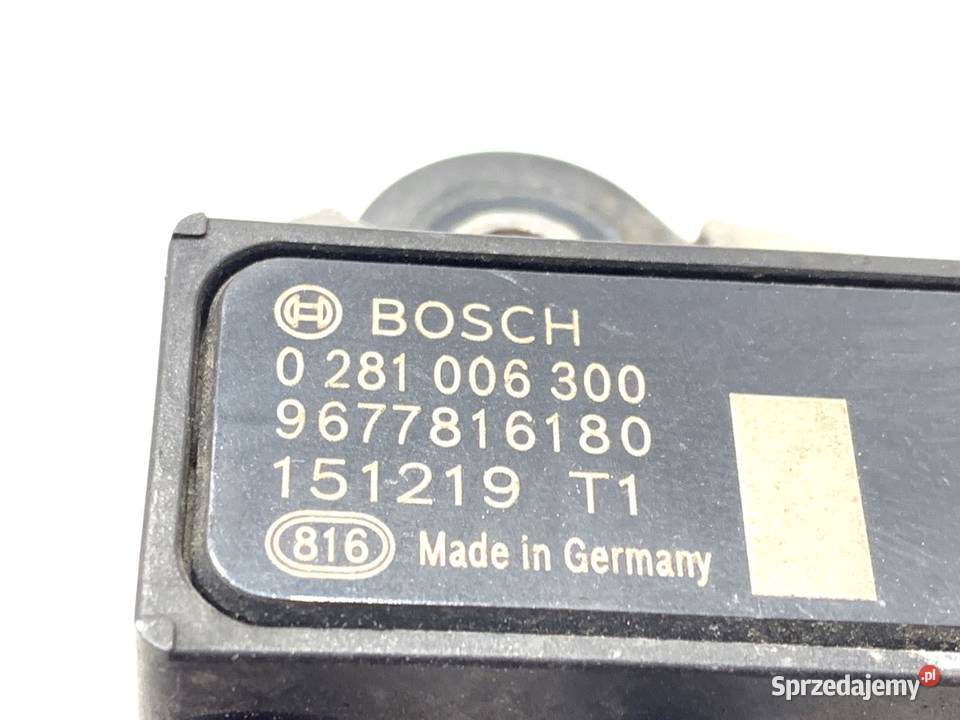 BOSCH
0 281 006 300
9677816180
151219 T1
816 Made in Germany
Sprzedajemy.pl